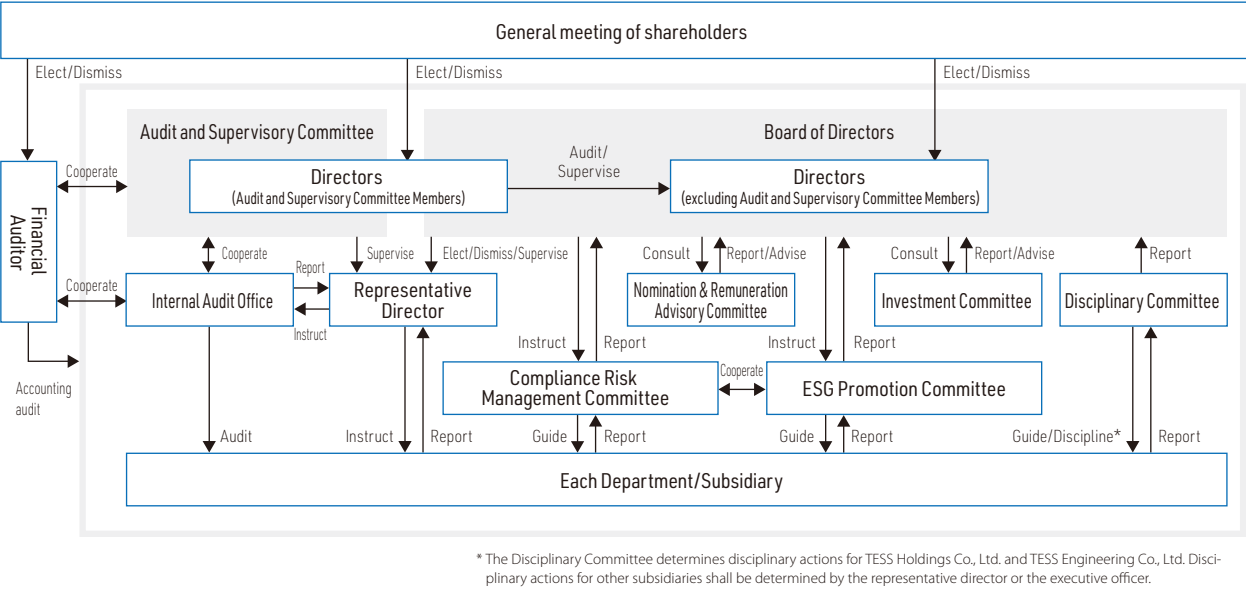 General meeting of shareholders
Elect/Dismiss
Elect/Dismiss
Elect/Dismiss
Audit and Supervisory Committee
Board of Directors
Audit/
Supervise
Cooperate
Directors
(Audit and Supervisory Committee Members)
Directors
(excluding Audit and Supervisory Committee Members)
Financial
Auditor
Cooperate
Supervise
Elect/Dismiss/Supervise
Consult
Report/Advise
Consult
Report/Advise
Report
Cooperate
Internal Audit Office
Report
Instruct
Representative
Director
Nomination & Remuneration
Advisory Committee
Investment Committee
Disciplinary Committee
Instruct
Report
Instruct
Report
Accounting
audit
Compliance Risk
Management Committee
Cooperate
ESG Promotion Committee
Audit
Instruct
Report
Guide
Report
Guide
Report
Guide/Discipline*
Report
Each Department/Subsidiary
* The Disciplinary Committee determines disciplinary actions for TESS Holdings Co., Ltd. and TESS Engineering Co., Ltd. Disci-
plinary actions for other subsidiaries shall be determined by the representative director or the executive officer.